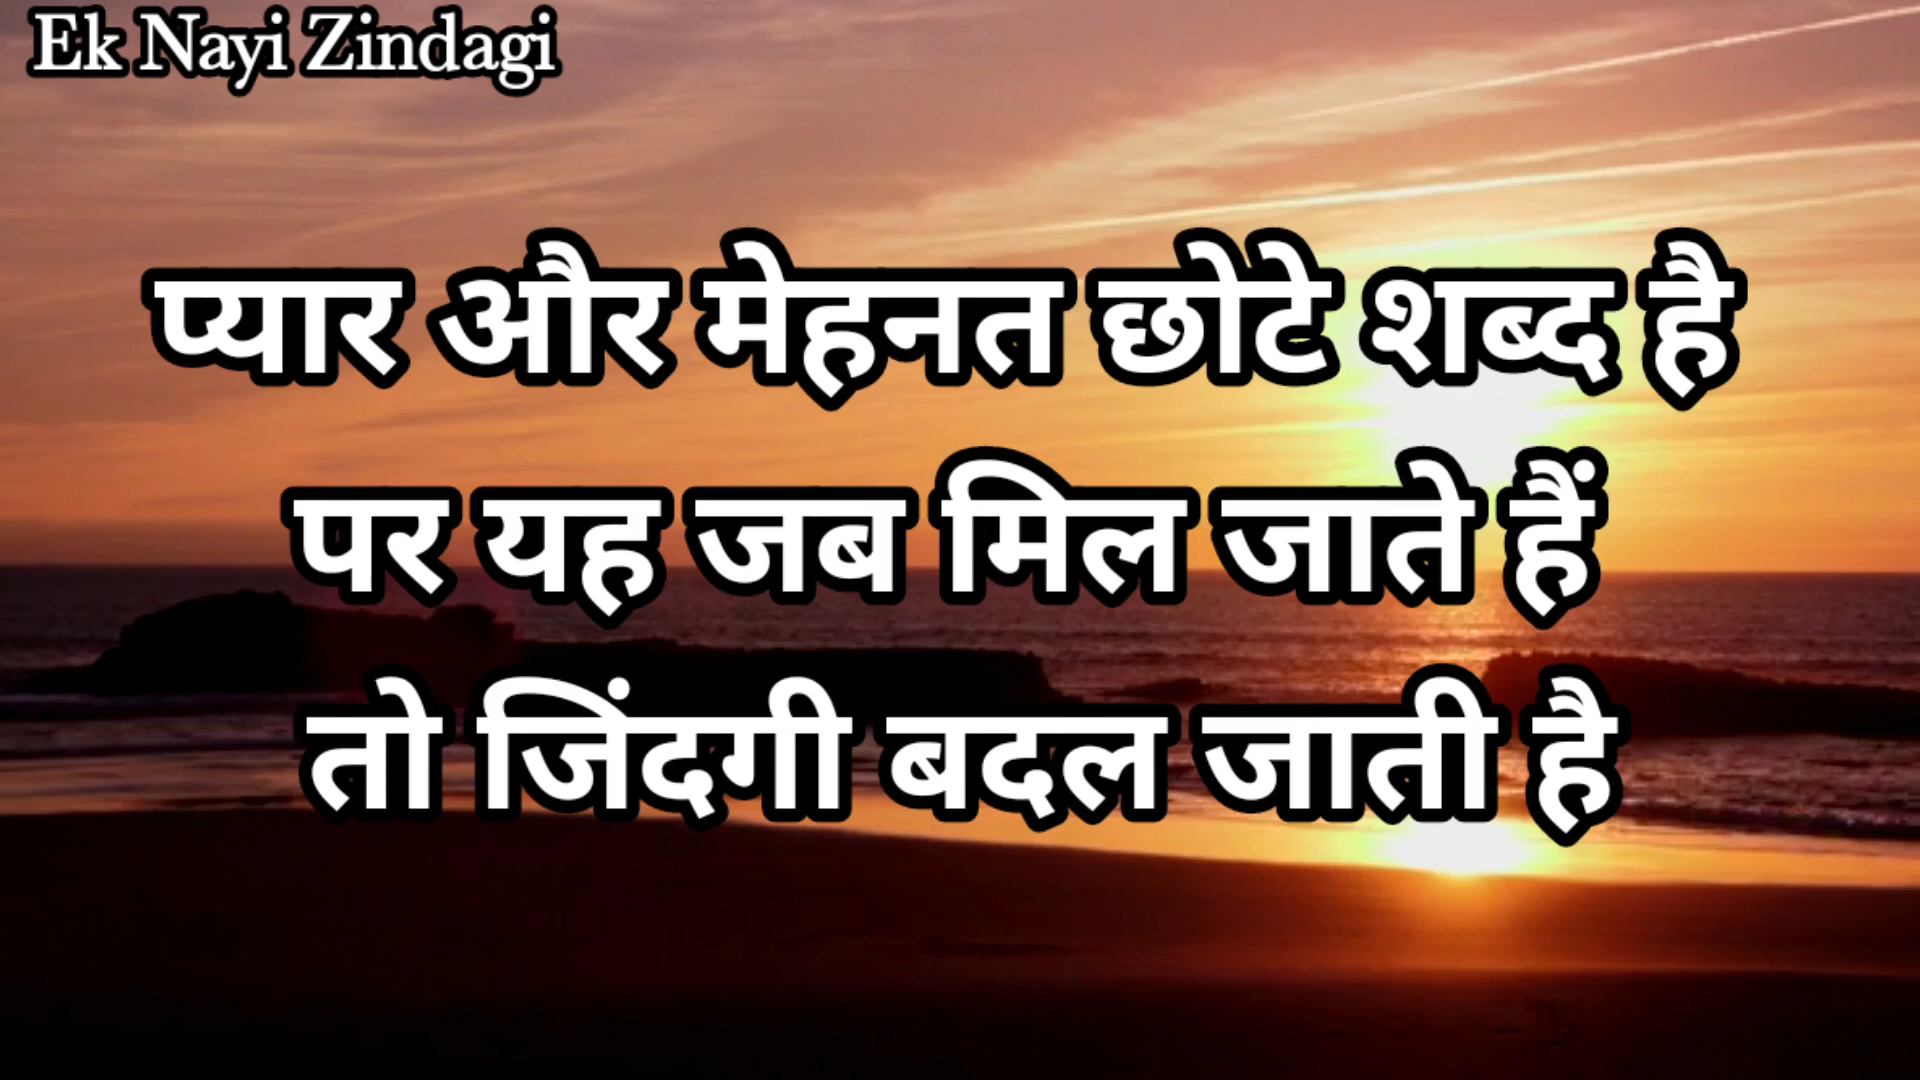 Ek Nayi Zindagi
प्यार और मेहनत छोटे शब्द है
पर यह जब मिल जाते हैं
तो जिंदगी बदल जाती है